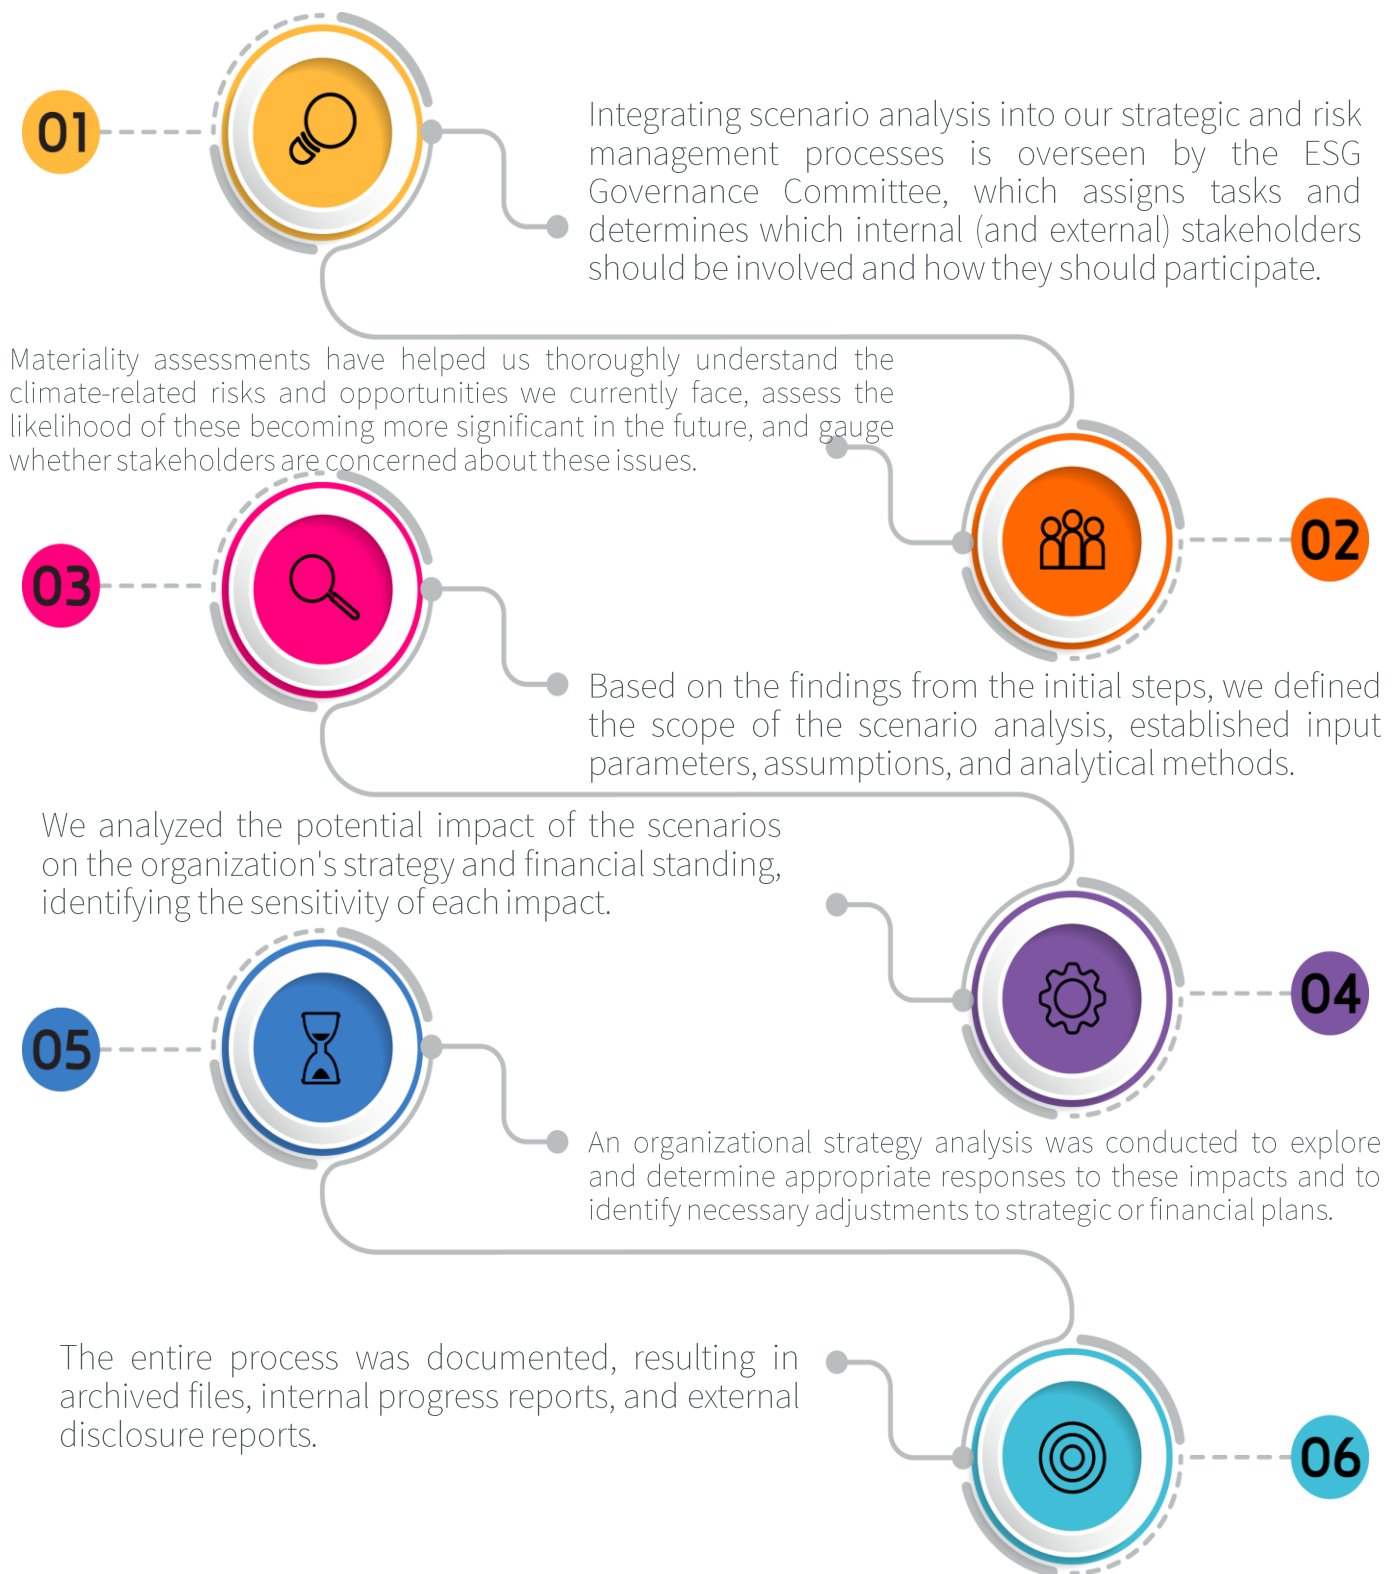 01
Integrating scenario analysis into our strategic and risk
management processes is overseen by the ESG
Governance Committee, which assigns tasks and
determines which internal (and external) stakeholders
should be involved and how they should participate.
Materiality assessments have helped us thoroughly understand the
climate-related risks and opportunities we currently face, assess the
likelihood of these becoming more significant in the future, and gauge
whether stakeholders are concerned about these issues.
02
03
Based on the findings from the initial steps, we defined
the scope of the scenario analysis, established input
parameters, assumptions, and analytical methods.
We analyzed the potential impact of the scenarios
on the organization's strategy and financial standing,
identifying the sensitivity of each impact.
04
05
An organizational strategy analysis was conducted to explore
and determine appropriate responses to these impacts and to
identify necessary adjustments to strategic or financial plans.
The entire process was documented, resulting in
archived files, internal progress reports, and external
disclosure reports.
06